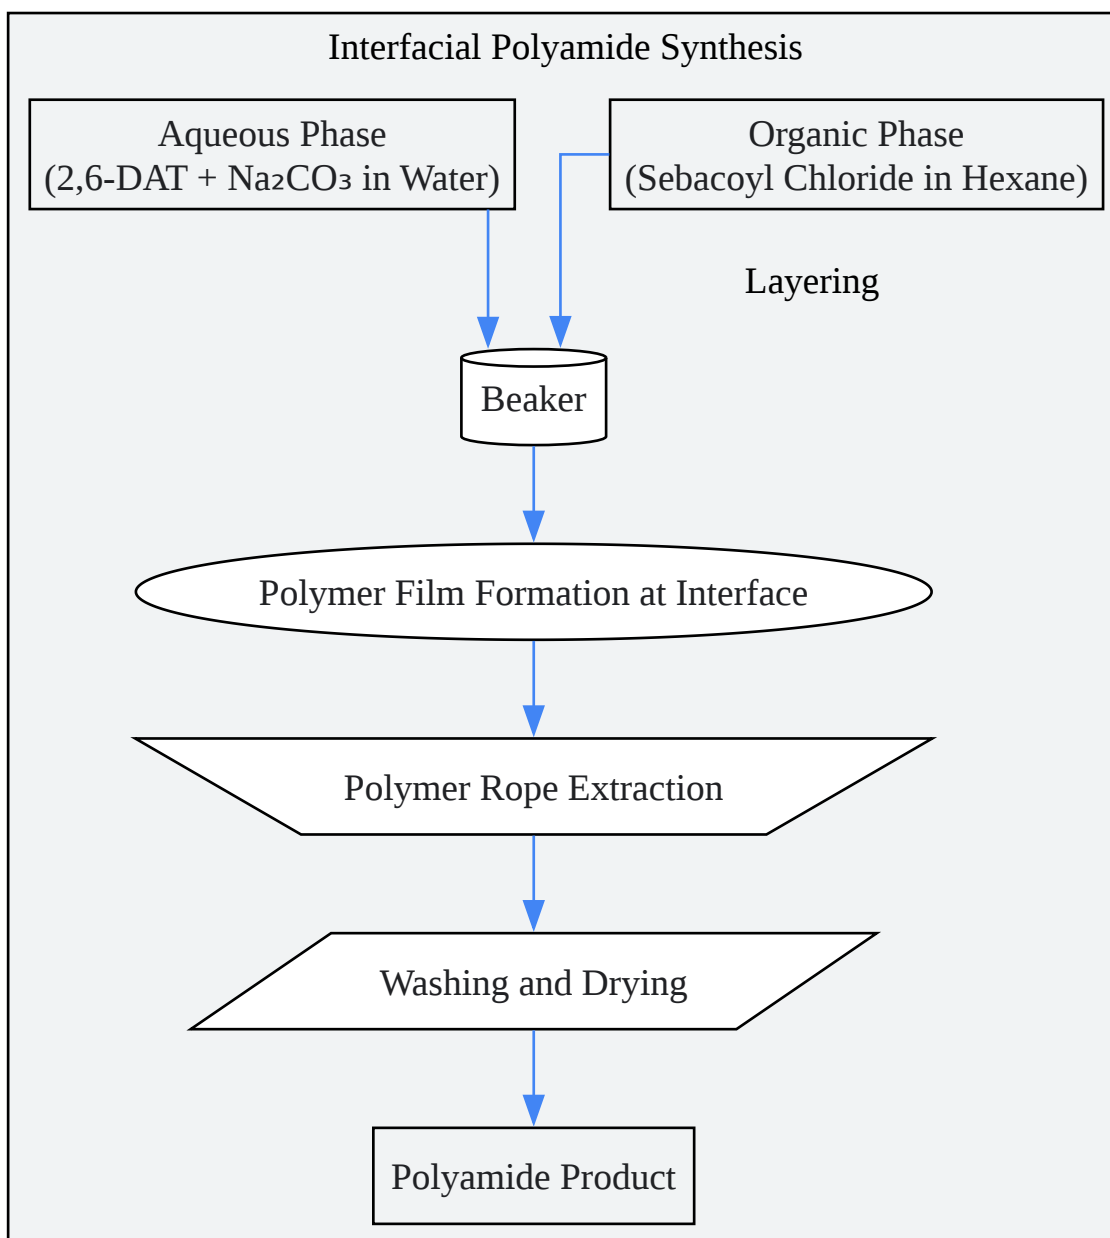 Interfacial Polyamide Synthesis
Aqueous Phase
(2,6-DAT + Na₂CO₃ in Water)
Organic Phase
(Sebacoyl Chloride in Hexane)
Layering
Beaker
Polymer Film Formation at Interface
Polymer Rope Extraction
Washing and Drying
Polyamide Product